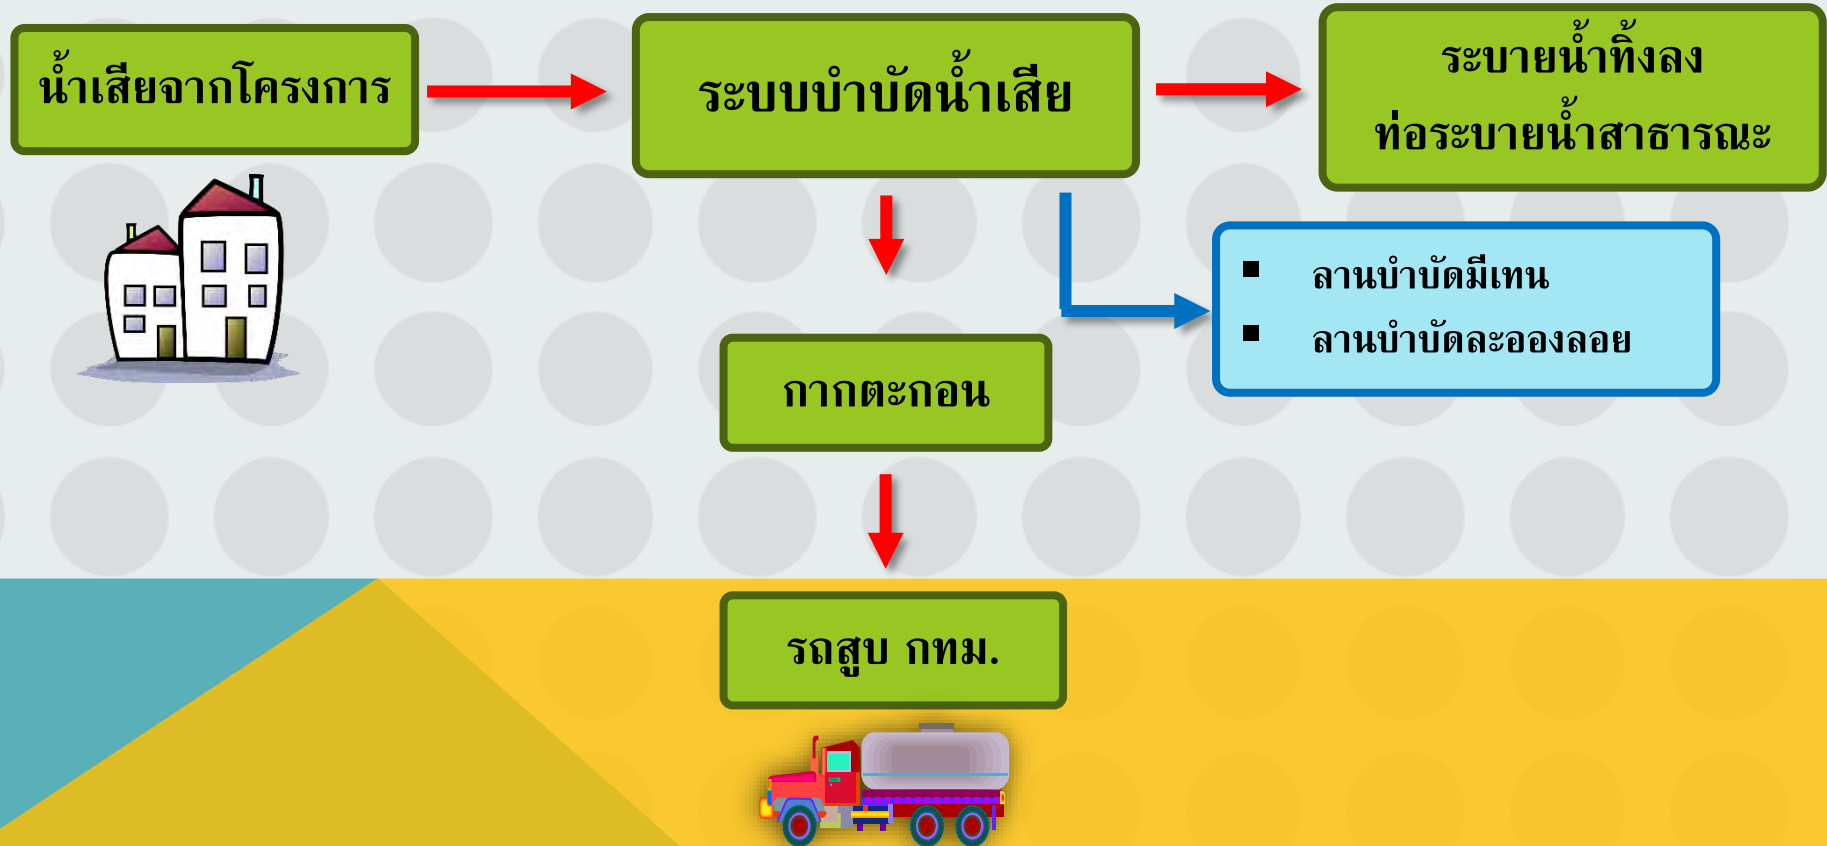 น้ำเสียจากโครงการ
ระบบบำบัดน้ำเสีย
ระบายน้ำทิ้งลง
ท่อระบายน้ำสาธารณะ
▪ ลานบำบัดมีเทน
▪ ลานบำบัดละอองลอย
กากตะกอน
รถสูบ กทม.